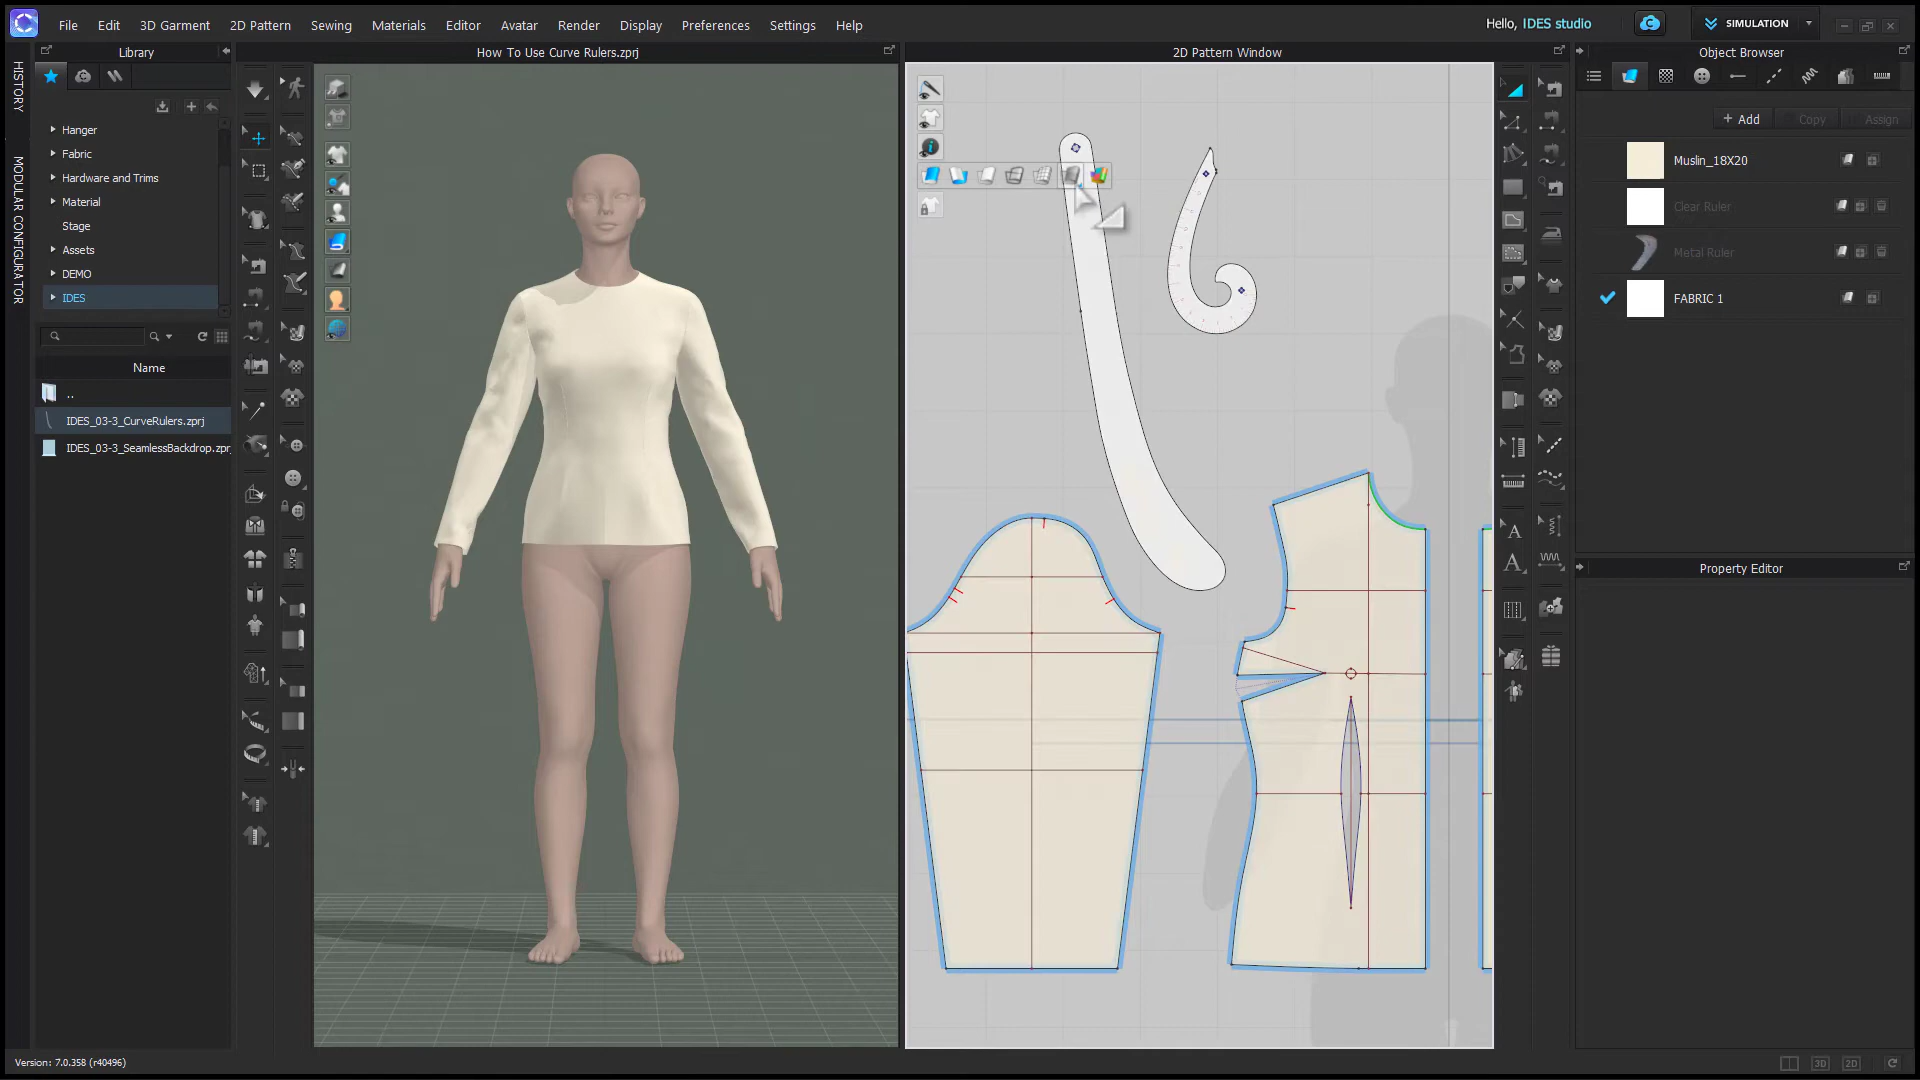 File Edit 3D Garment 2D Pattern Sewing Materials Editor Avatar Render Display Preferences Settings Help
Hello, IDES studio
SIMULATION
HISTORY
MODULAR CONFIGURATOR
Library
Hanger
Fabric
Hardware and Trims
Material
Stage
Assets
DEMO
IDES
Name
..
IDES_03-3_CurveRulers.zprj
IDES_03-3_SeamlessBackdrop.zpr
How To Use Curve Rulers.zprj
2D Pattern Window
A
A
Object Browser
+ Add Copy Assign
Muslin_18X20
Clear Ruler
Metal Ruler
FABRIC 1
Property Editor
Version: 7.0.358 (r40496)
3D
2D